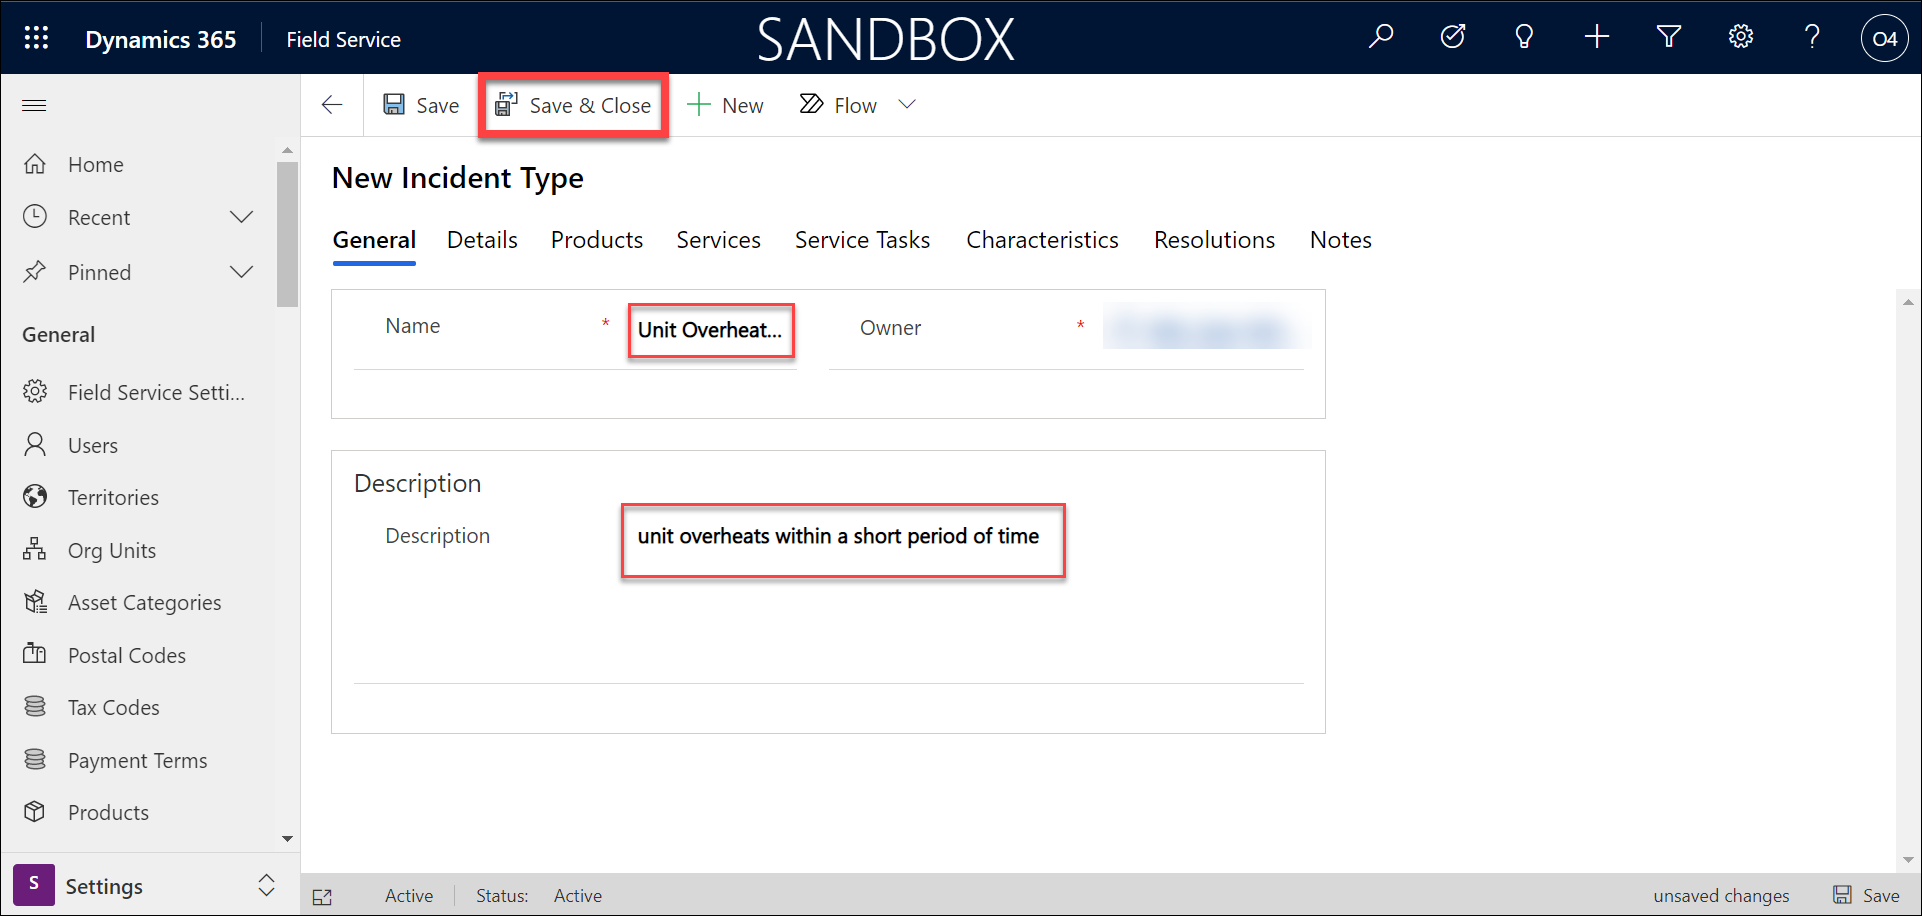 Dynamics 365 Field Service SANDBOX O4
Save Save & Close New Flow
Home
Recent
Pinned
General
Field Service Setti...
Users
Territories
Org Units
Asset Categories
Postal Codes
Tax Codes
Payment Terms
Products
S Settings
New Incident Type
General Details Products Services Service Tasks Characteristics Resolutions Notes
Name * Unit Overheat... Owner *
Description
Description unit overheats within a short period of time
Active Status: Active unsaved changes Save